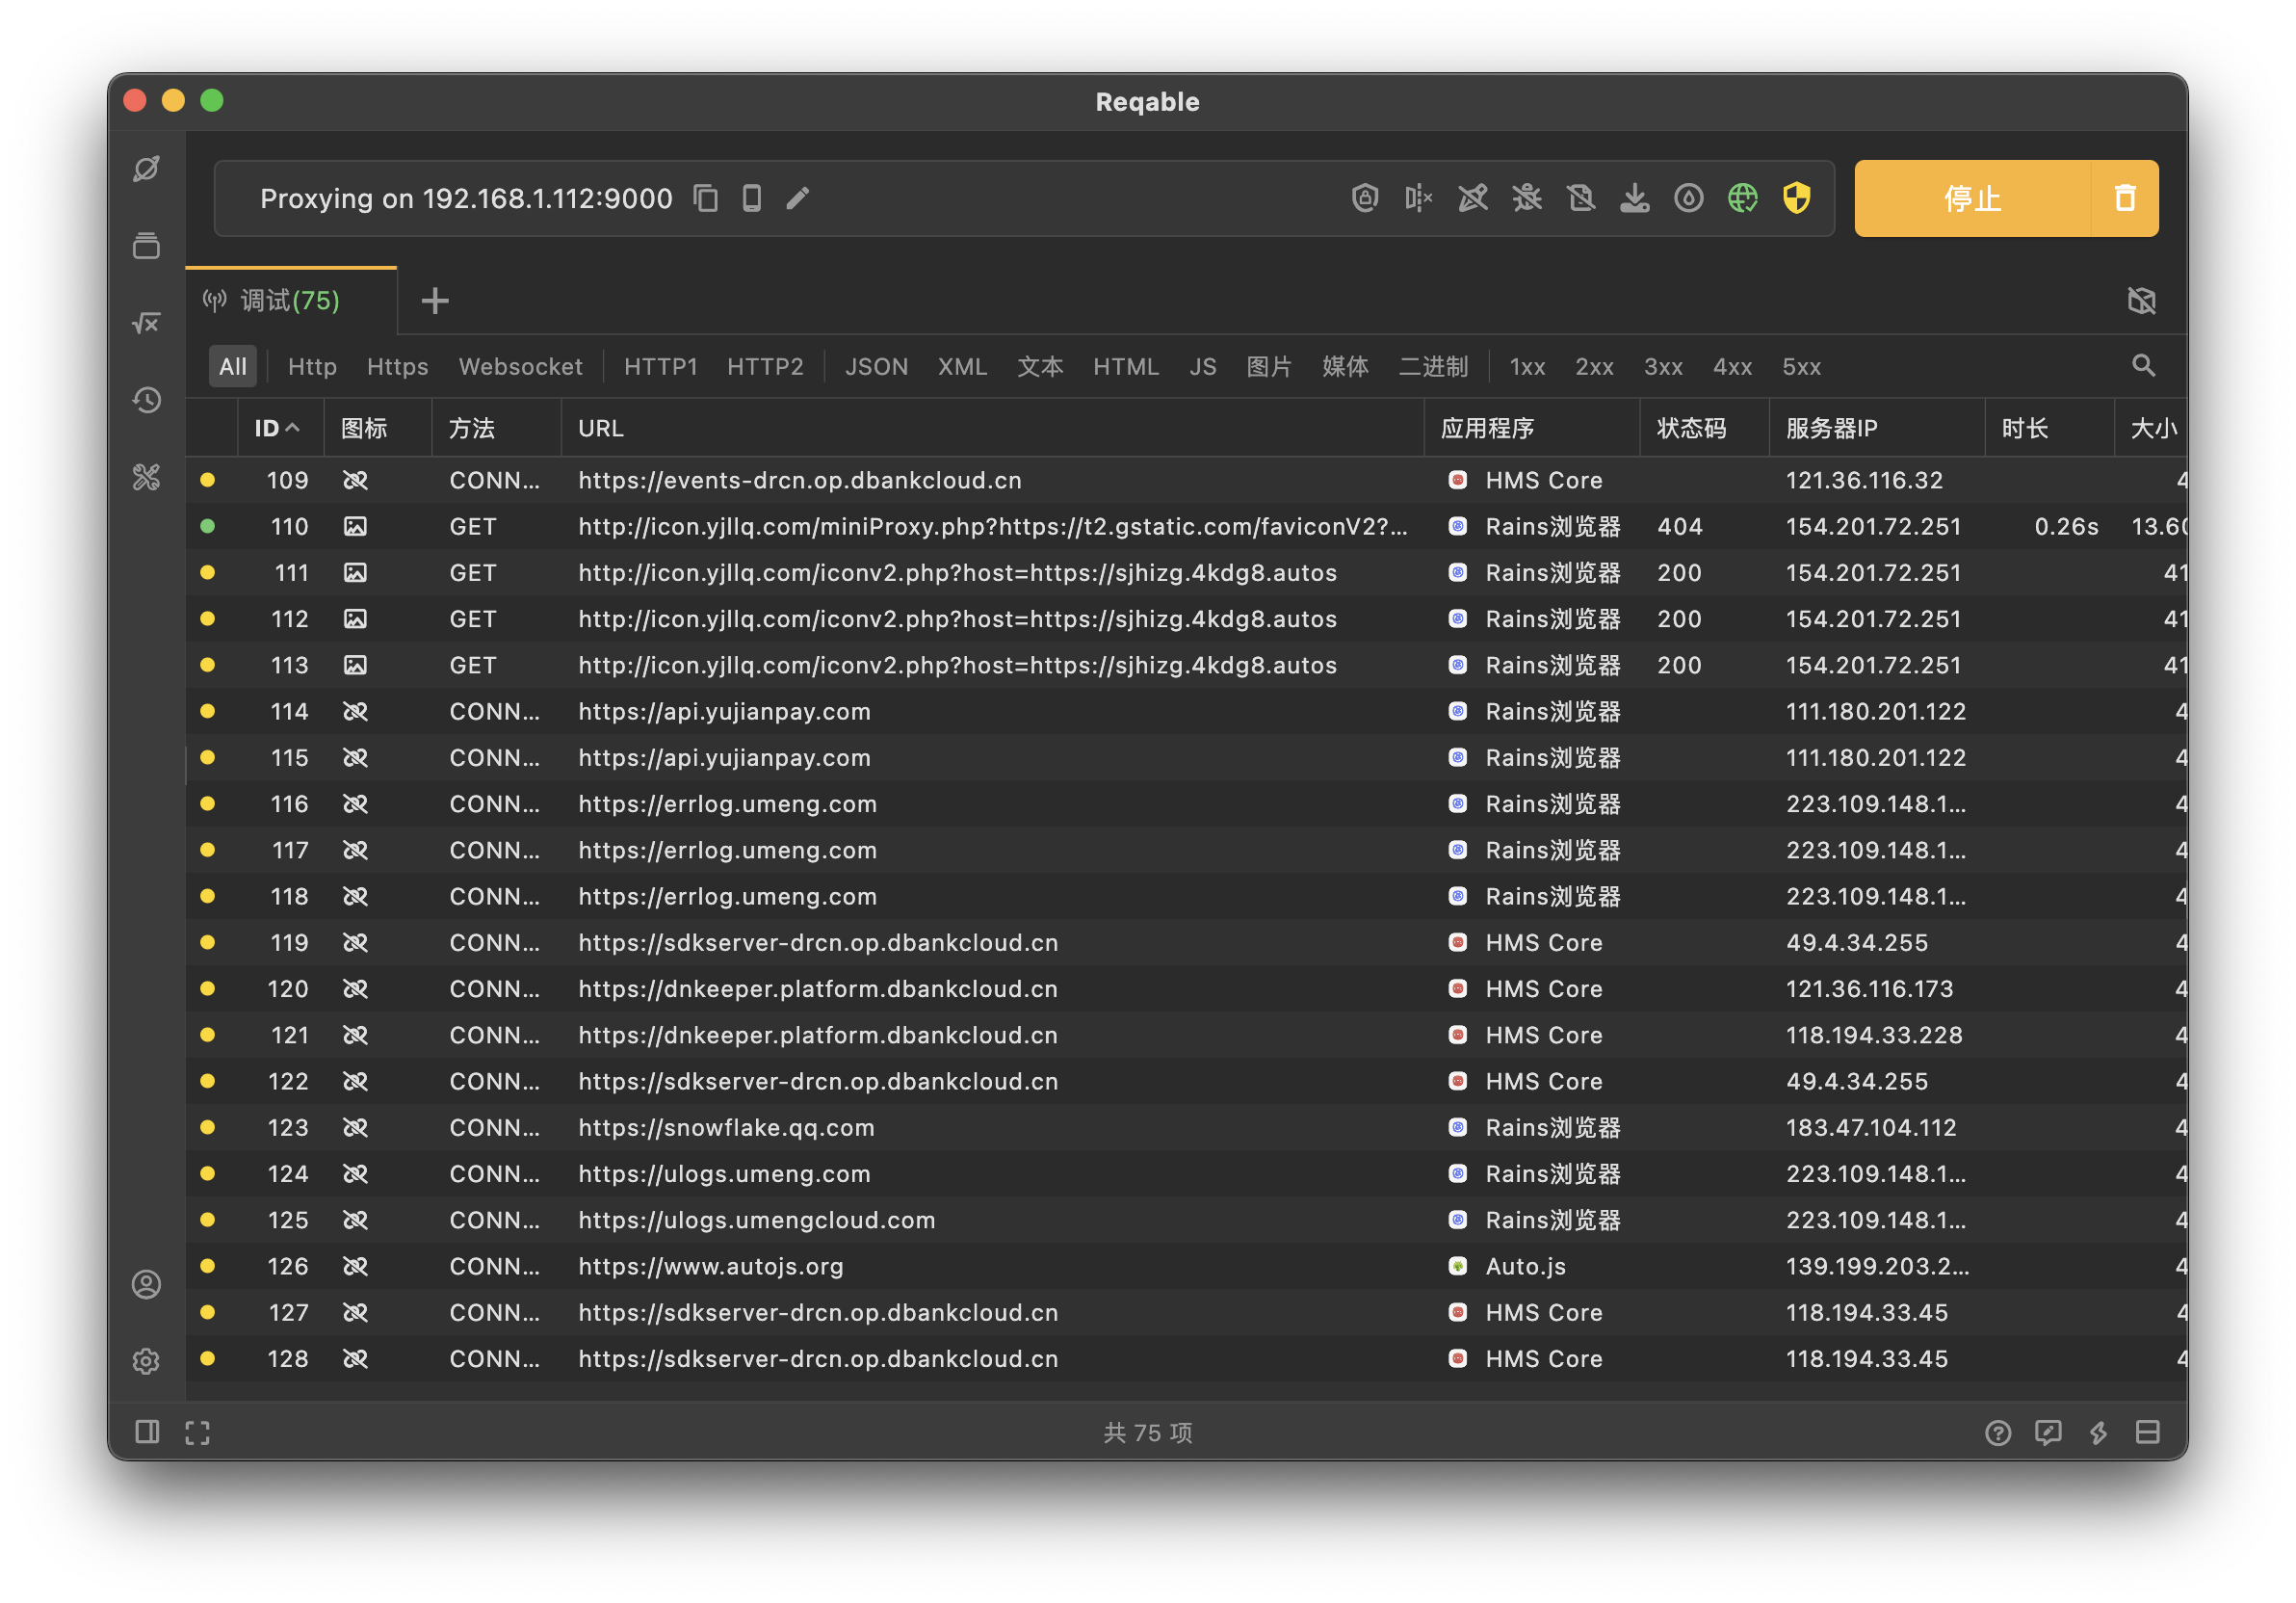 Reqable
Proxying on 192.168.1.112:9000 停止
调试(75)
All Http Https Websocket HTTP1 HTTP2 JSON XML 文本 HTML JS 图片 媒体 二进制 1xx 2xx 3xx 4xx 5xx
ID 图标 方法 URL 应用程序 状态码 服务器IP 时长 大小
109 CONN... https://events-drcn.op.dbankcloud.cn HMS Core 121.36.116.32 4
110 GET http://icon.yjllq.com/miniProxy.php?https://t2.gstatic.com/faviconV2?... Rains浏览器 404 154.201.72.251 0.26s 13.60
111 GET http://icon.yjllq.com/iconv2.php?host=https://sjhizg.4kdg8.autos Rains浏览器 200 154.201.72.251 41
112 GET http://icon.yjllq.com/iconv2.php?host=https://sjhizg.4kdg8.autos Rains浏览器 200 154.201.72.251 41
113 GET http://icon.yjllq.com/iconv2.php?host=https://sjhizg.4kdg8.autos Rains浏览器 200 154.201.72.251 41
114 CONN... https://api.yujianpay.com Rains浏览器 111.180.201.122 4
115 CONN... https://api.yujianpay.com Rains浏览器 111.180.201.122 4
116 CONN... https://errlog.umeng.com Rains浏览器 223.109.148.1... 4
117 CONN... https://errlog.umeng.com Rains浏览器 223.109.148.1... 4
118 CONN... https://errlog.umeng.com Rains浏览器 223.109.148.1... 4
119 CONN... https://sdkserver-drcn.op.dbankcloud.cn HMS Core 49.4.34.255 4
120 CONN... https://dnkeeper.platform.dbankcloud.cn HMS Core 121.36.116.173 4
121 CONN... https://dnkeeper.platform.dbankcloud.cn HMS Core 118.194.33.228 4
122 CONN... https://sdkserver-drcn.op.dbankcloud.cn HMS Core 49.4.34.255 4
123 CONN... https://snowflake.qq.com Rains浏览器 183.47.104.112 4
124 CONN... https://ulogs.umeng.com Rains浏览器 223.109.148.1... 4
125 CONN... https://ulogs.umengcloud.com Rains浏览器 223.109.148.1... 4
126 CONN... https://www.autojs.org Auto.js 139.199.203.2... 4
127 CONN... https://sdkserver-drcn.op.dbankcloud.cn HMS Core 118.194.33.45 4
128 CONN... https://sdkserver-drcn.op.dbankcloud.cn HMS Core 118.194.33.45 4
共 75 项